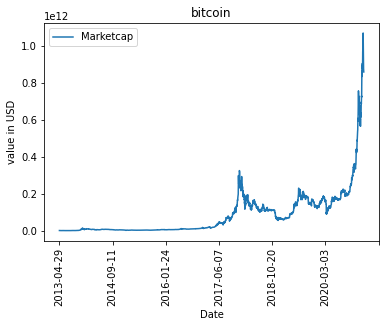 bitcoin
1e12
Marketcap
1.0
0.8
0.6
0.4
0.2
0.0
value in USD
2013-04-29
2014-09-11
2016-01-24
2017-06-07
2018-10-20
2020-03-03
Date